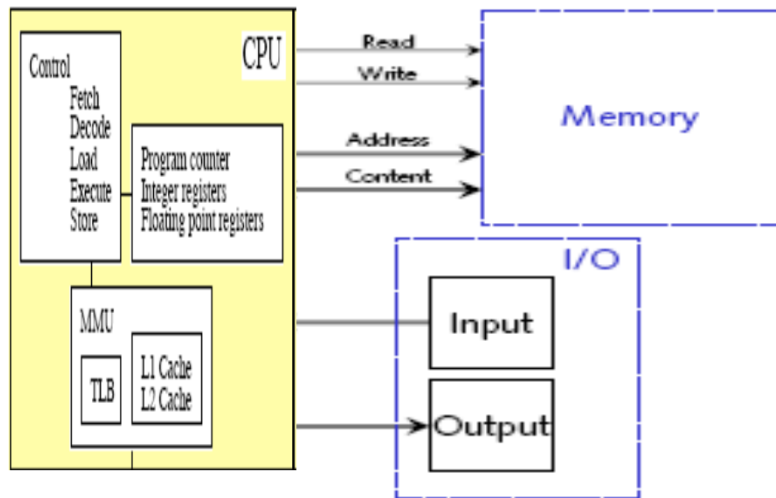 CPU
Control
Fetch
Decode
Load
Execute
Store
Program counter
Integer registers
Floating point registers
MMU
TLB
L1 Cache
L2 Cache
Read
Write
Address
Content
Memory
I/O
Input
Output